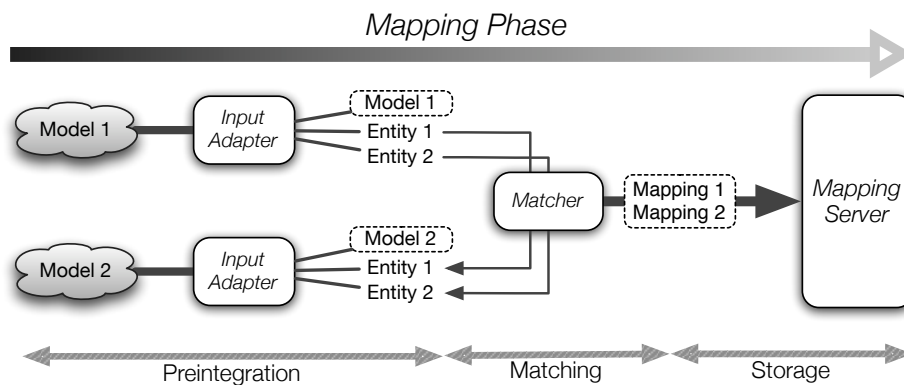 Mapping Phase
Model 1
Input
Adapter
Model 1
Entity 1
Entity 2
Matcher
Mapping 1
Mapping 2
Mapping
Server
Model 2
Input
Adapter
Model 2
Entity 1
Entity 2
Preintegration
Matching
Storage